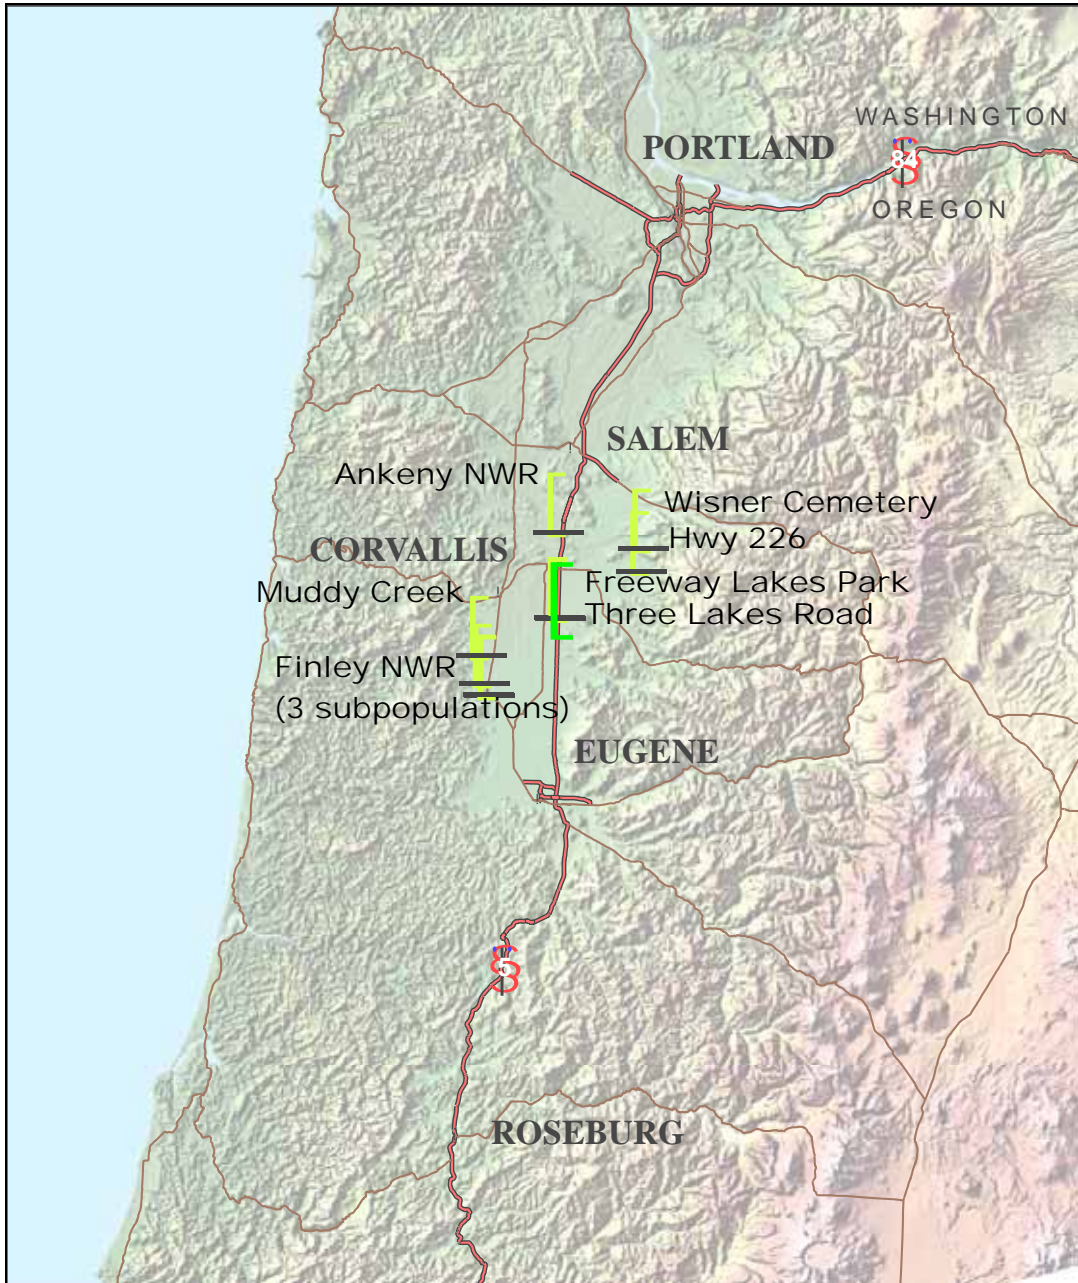 WASHINGTON
PORTLAND
84
OREGON
SALEM
Ankeny NWR
Wisner Cemetery
Hwy 226
CORVALLIS
Freeway Lakes Park
Muddy Creek
Three Lakes Road
Finley NWR
(3 subpopulations)
EUGENE
5
ROSEBURG